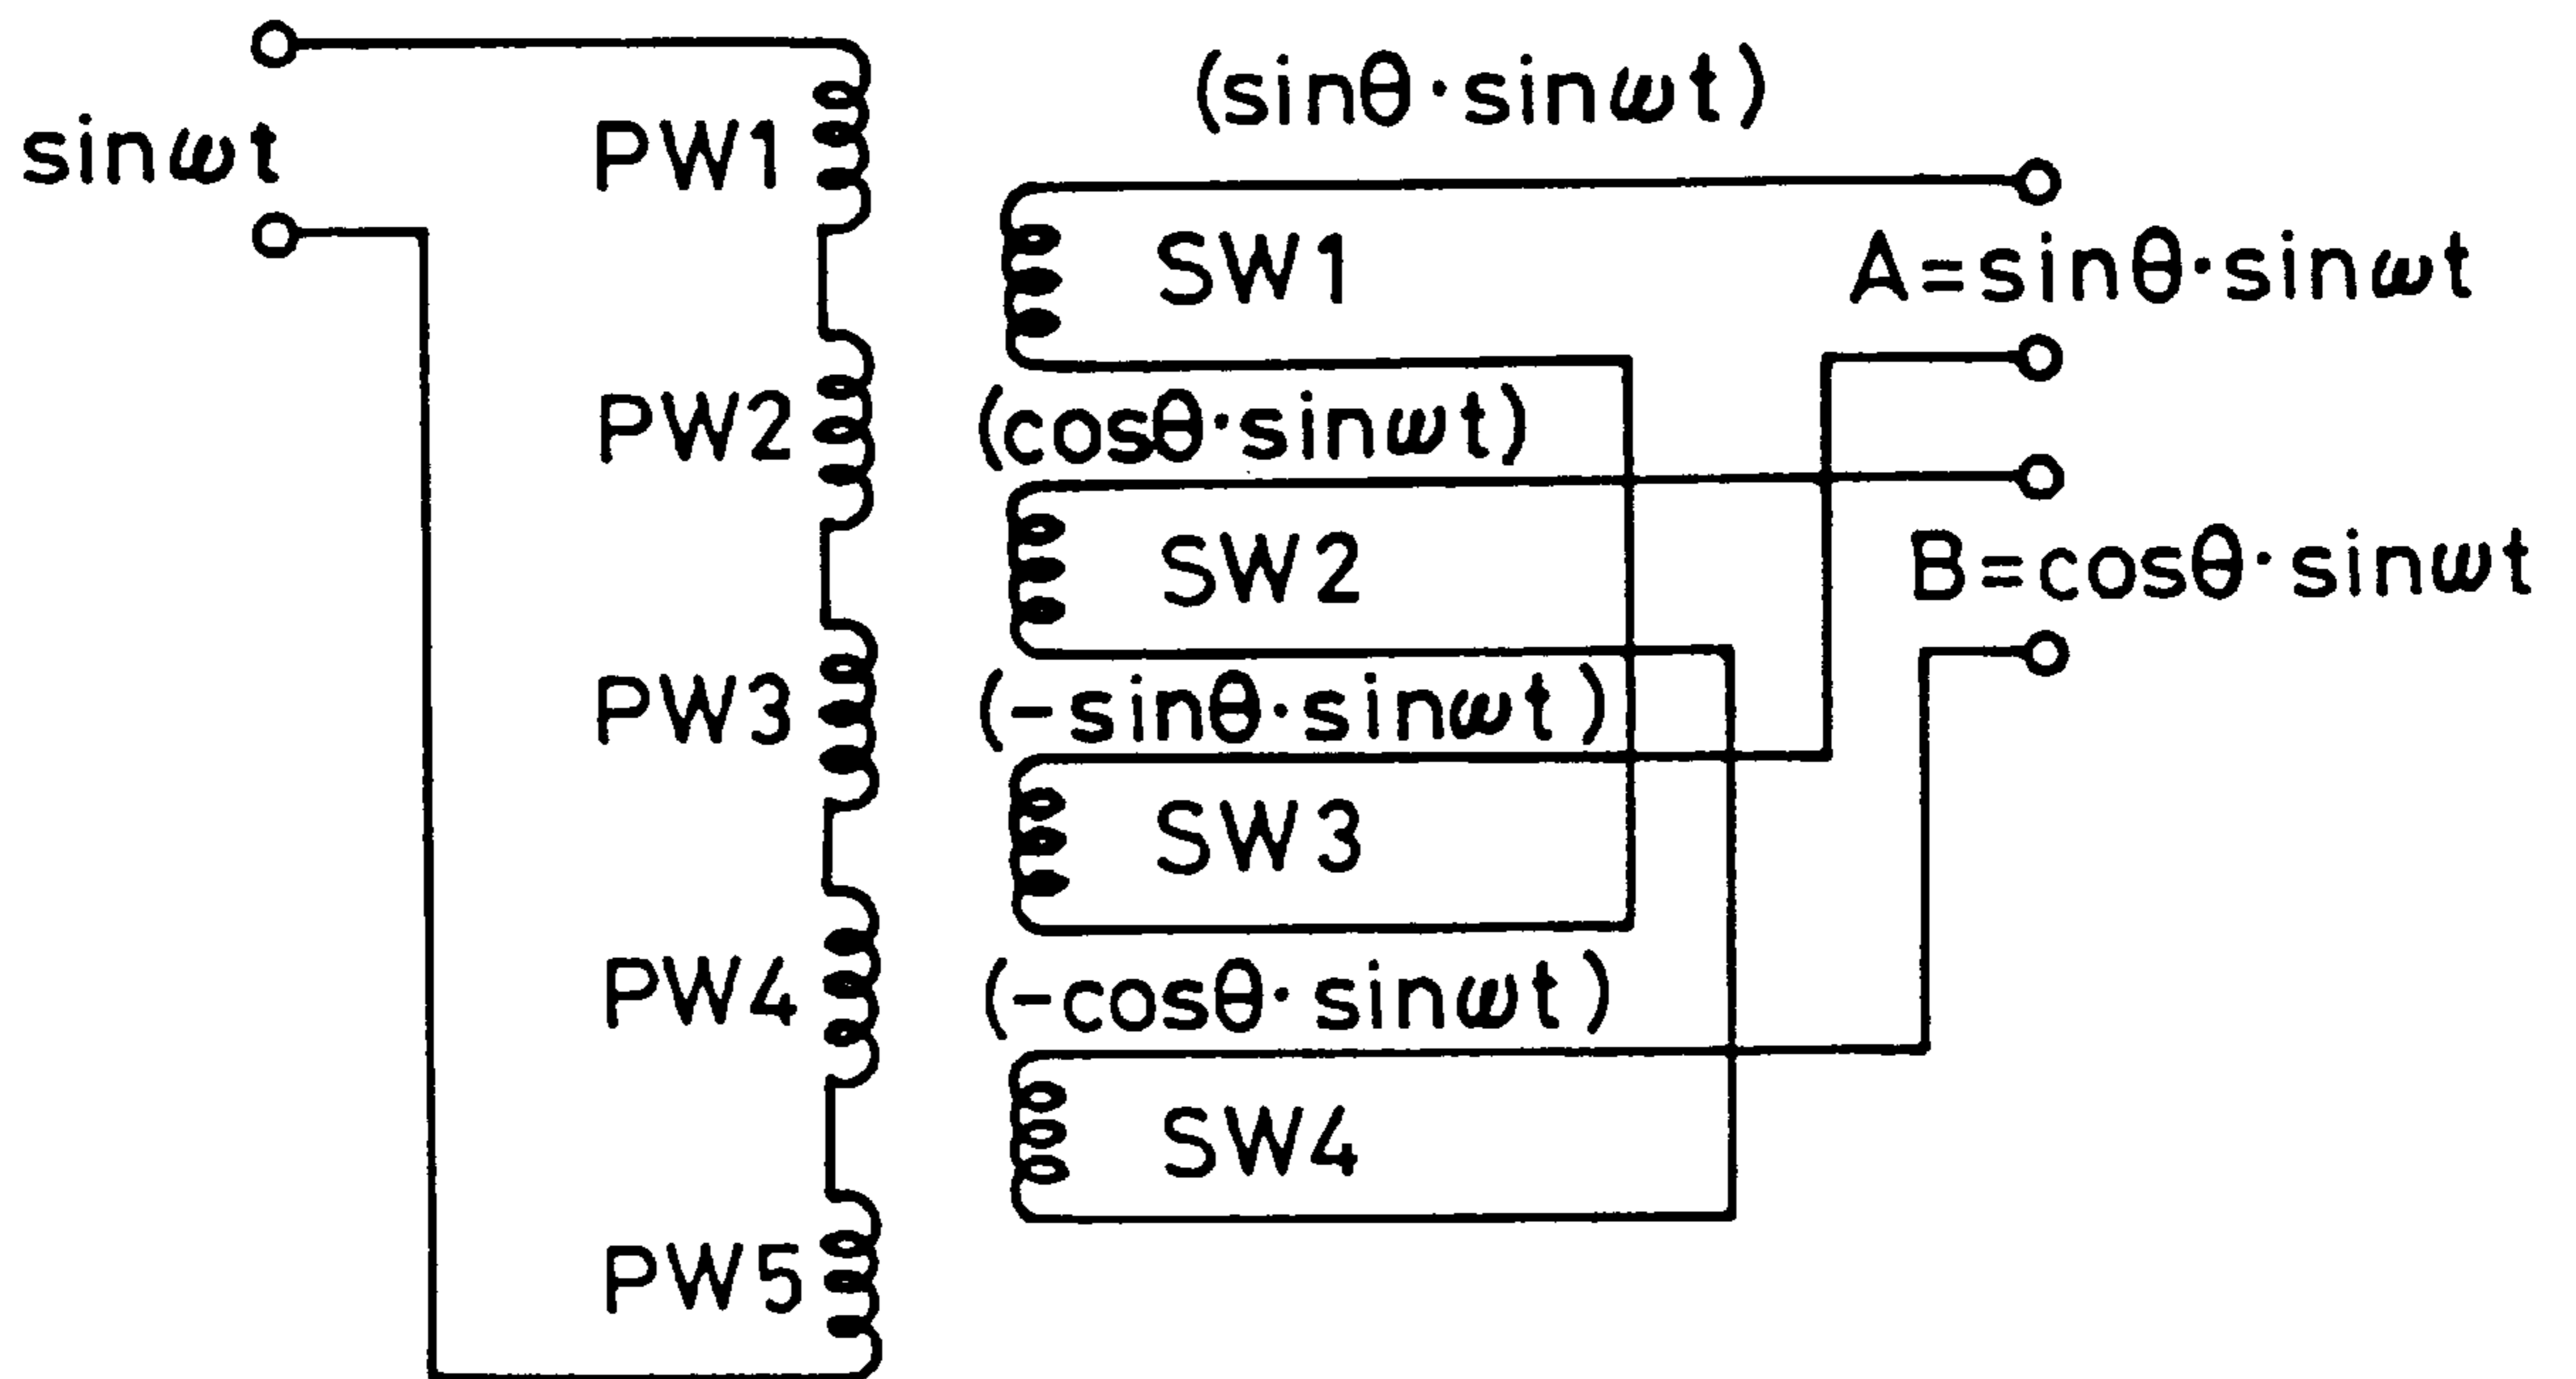 sinωt
PW1
PW2
PW3
PW4
PW5
(sinθ·sinωt)
SW1
A=sinθ·sinωt
(cosθ·sinωt)
SW2
B=cosθ·sinωt
(-sinθ·sinωt)
SW3
(-cosθ·sinωt)
SW4